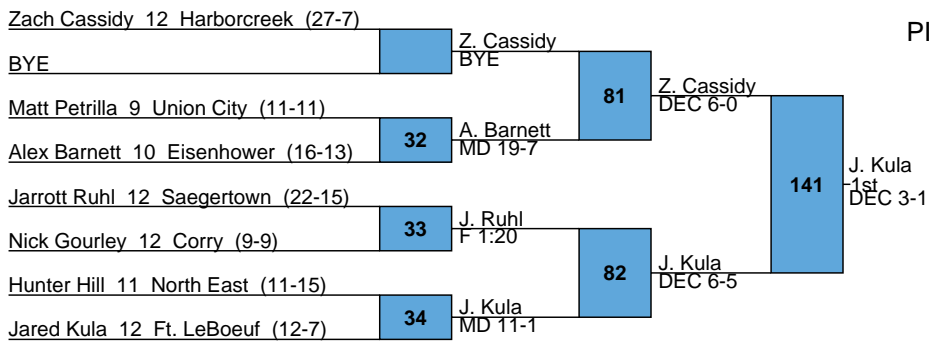 Zach Cassidy 12 Harborcreek (27-7)
BYE
Matt Petrilla 9 Union City (11-11)
Alex Barnett 10 Eisenhower (16-13)
Jarrott Ruhl 12 Saegertown (22-15)
Nick Gourley 12 Corry (9-9)
Hunter Hill 11 North East (11-15)
Jared Kula 12 Ft. LeBoeuf (12-7)
32
33
34
Z. Cassidy
BYE
A. Barnett
MD 19-7
J. Ruhl
F 1:20
J. Kula
MD 11-1
81
82
Z. Cassidy
DEC 6-0
J. Kula
DEC 6-5
141
J. Kula
1st
DEC 3-1
PI